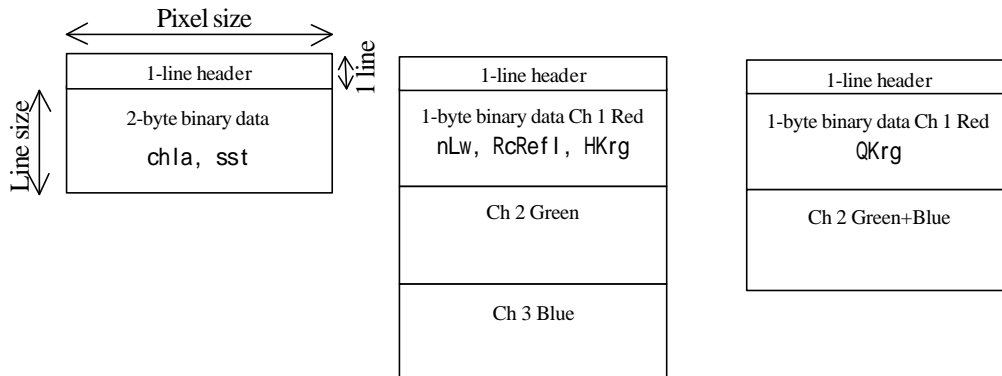 Pixel size
1-line header
1 line
Line size
2-byte binary data
chla, sst
1-line header
1-byte binary data Ch 1 Red
nLw, RcRefl, HKrg
Ch 2 Green
Ch 3 Blue
1-line header
1-byte binary data Ch 1 Red
QKrg
Ch 2 Green+Blue